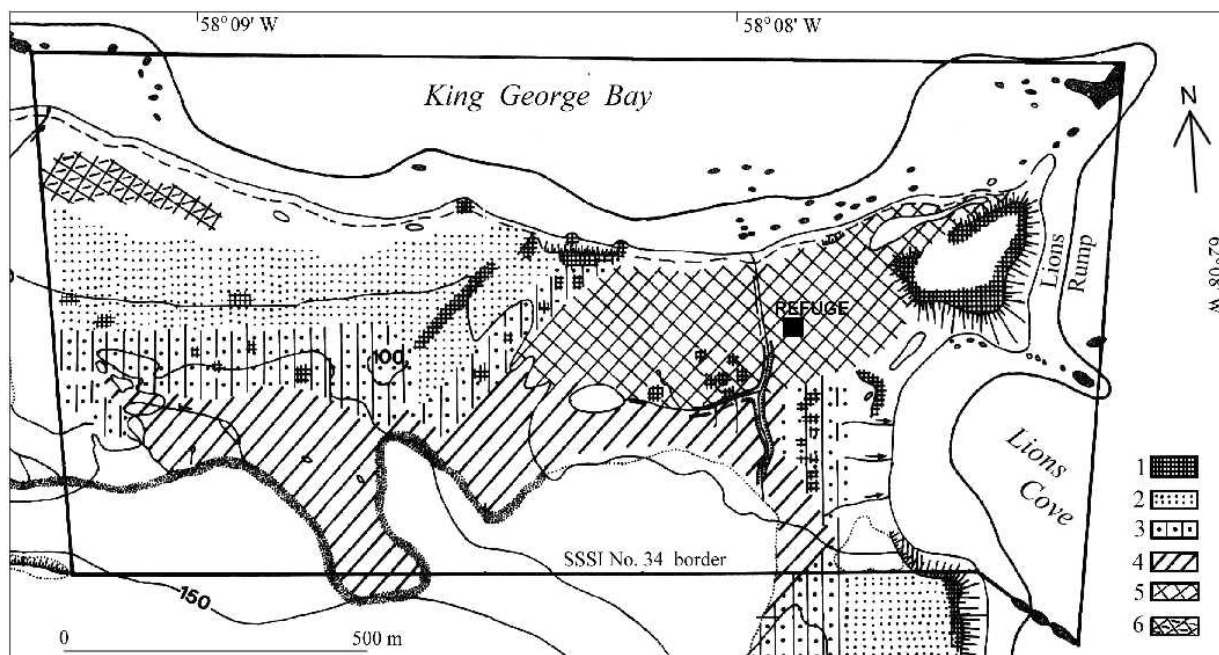 58° 09' W
58° 08' W
King George Bay
N
62° 08' W
Lions
Rump
REFUGE
100
Lions
Cove
SSSI No. 34 border
150
0
500 m
1
2
3
4
5
6